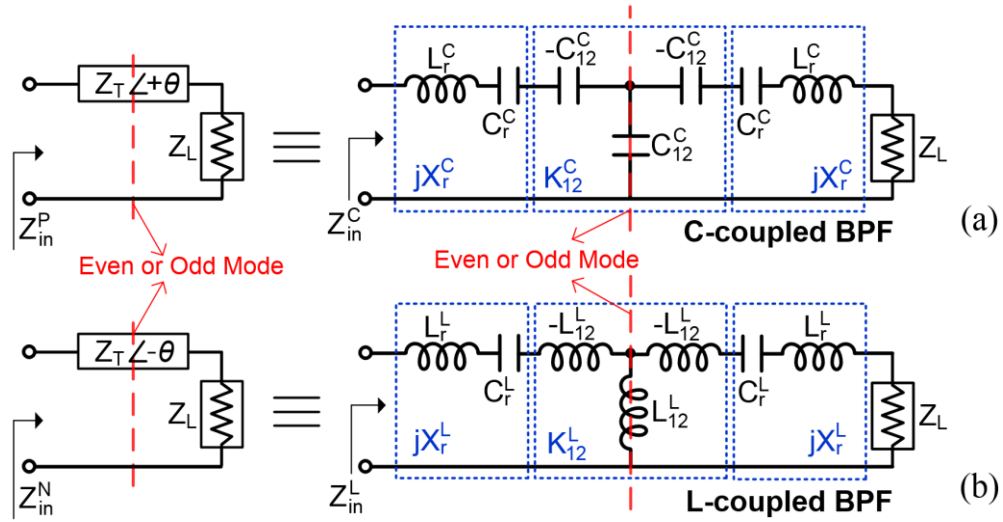 Z_T∠+θ
Z_L
Z_in^P
L_r^C
C_r^C
-C_12^C
-C_12^C
C_12^C
C_r^C
L_r^C
Z_L
jX_r^C
K_12^C
jX_r^C
Z_in^C
C-coupled BPF
(a)
Even or Odd Mode
Even or Odd Mode
Z_T∠-θ
Z_L
Z_in^N
L_r^L
C_r^L
-L_12^L
-L_12^L
L_12^L
C_r^L
L_r^L
Z_L
jX_r^L
K_12^L
jX_r^L
Z_in^L
L-coupled BPF
(b)